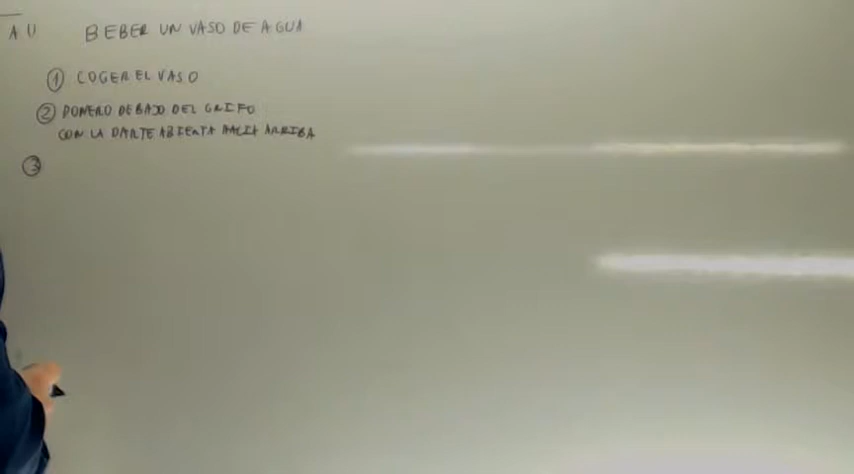 AU BEBER UN VASO DE AGUA
① COGER EL VASO
② PONERLO DEBAJO DEL GRIFO
CON LA PARTE ABIERTA HACIA ARRIBA
③